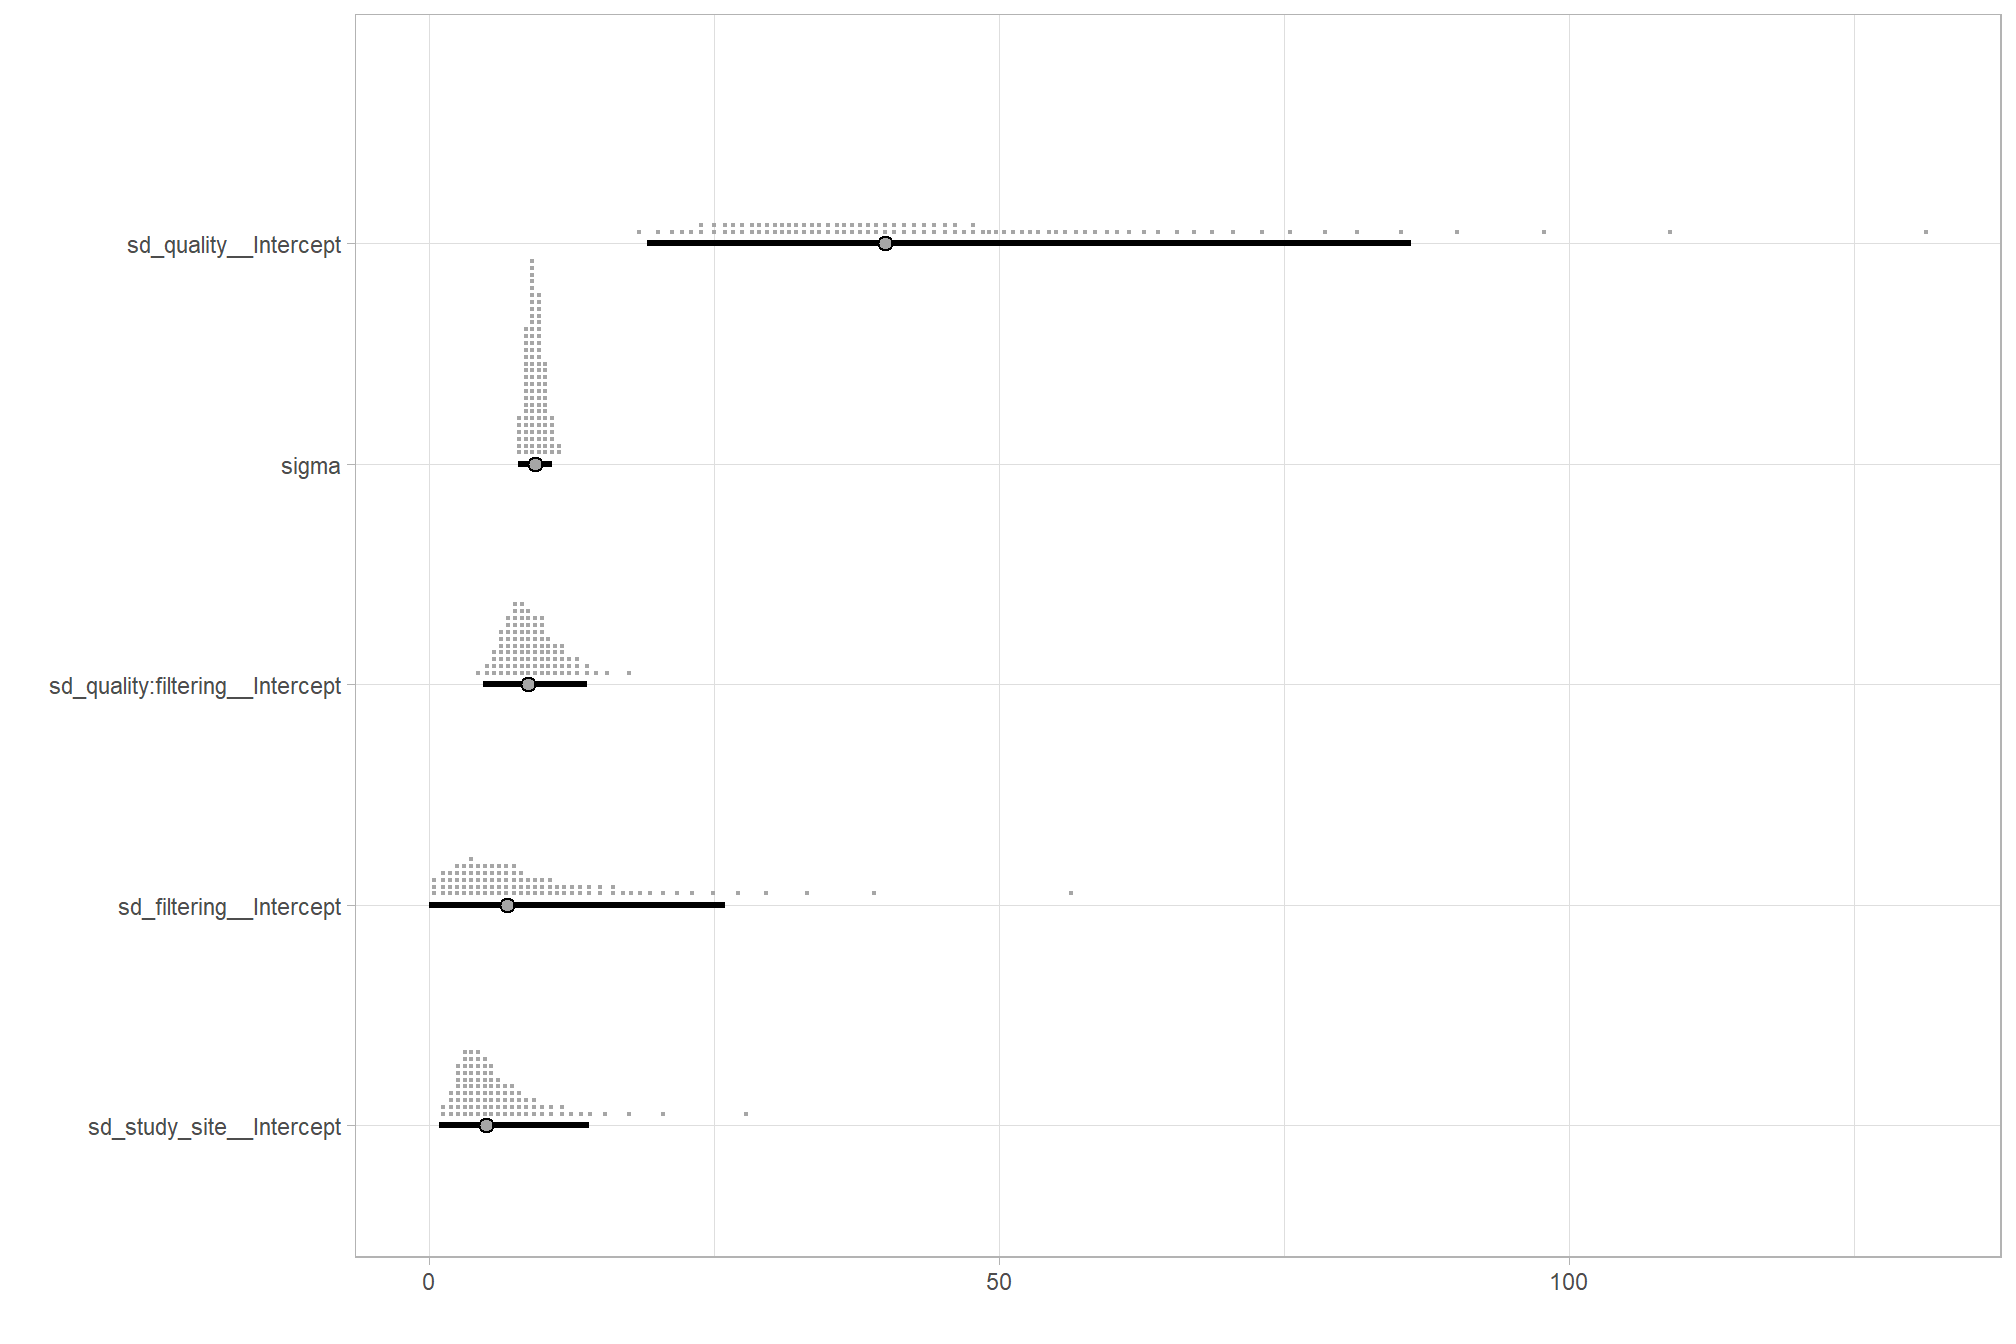 sd_quality__Intercept
sigma
sd_quality:filtering__Intercept
sd_filtering__Intercept
sd_study_site__Intercept
0 50 100